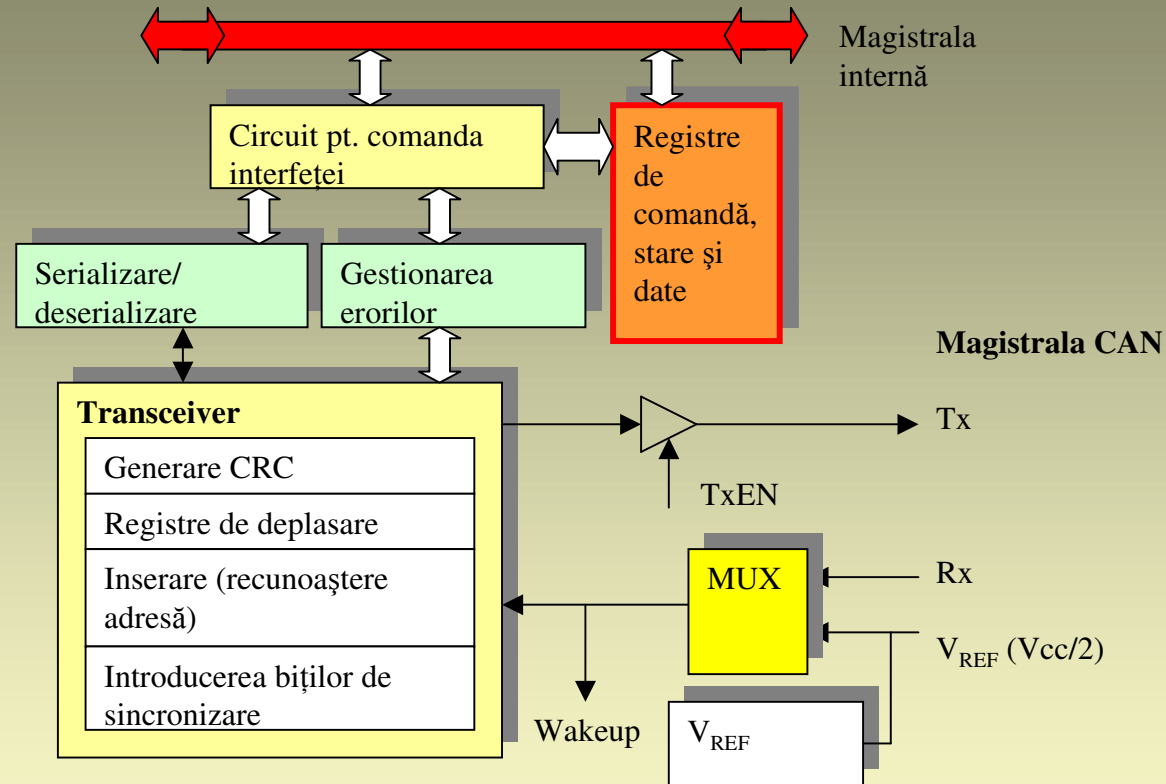 Magistrala
internă
Circuit pt. comanda
interfeței
Registre
de
comandă,
stare şi
date
Serializare/
deserializare
Gestionarea
erorilor
Magistrala CAN
Transceiver
Generare CRC
Registre de deplasare
Inserare (recunoaştere
adresă)
Introducerea biților de
sincronizare
Tx
TxEN
MUX
Rx
VREF (Vcc/2)
Wakeup
VREF